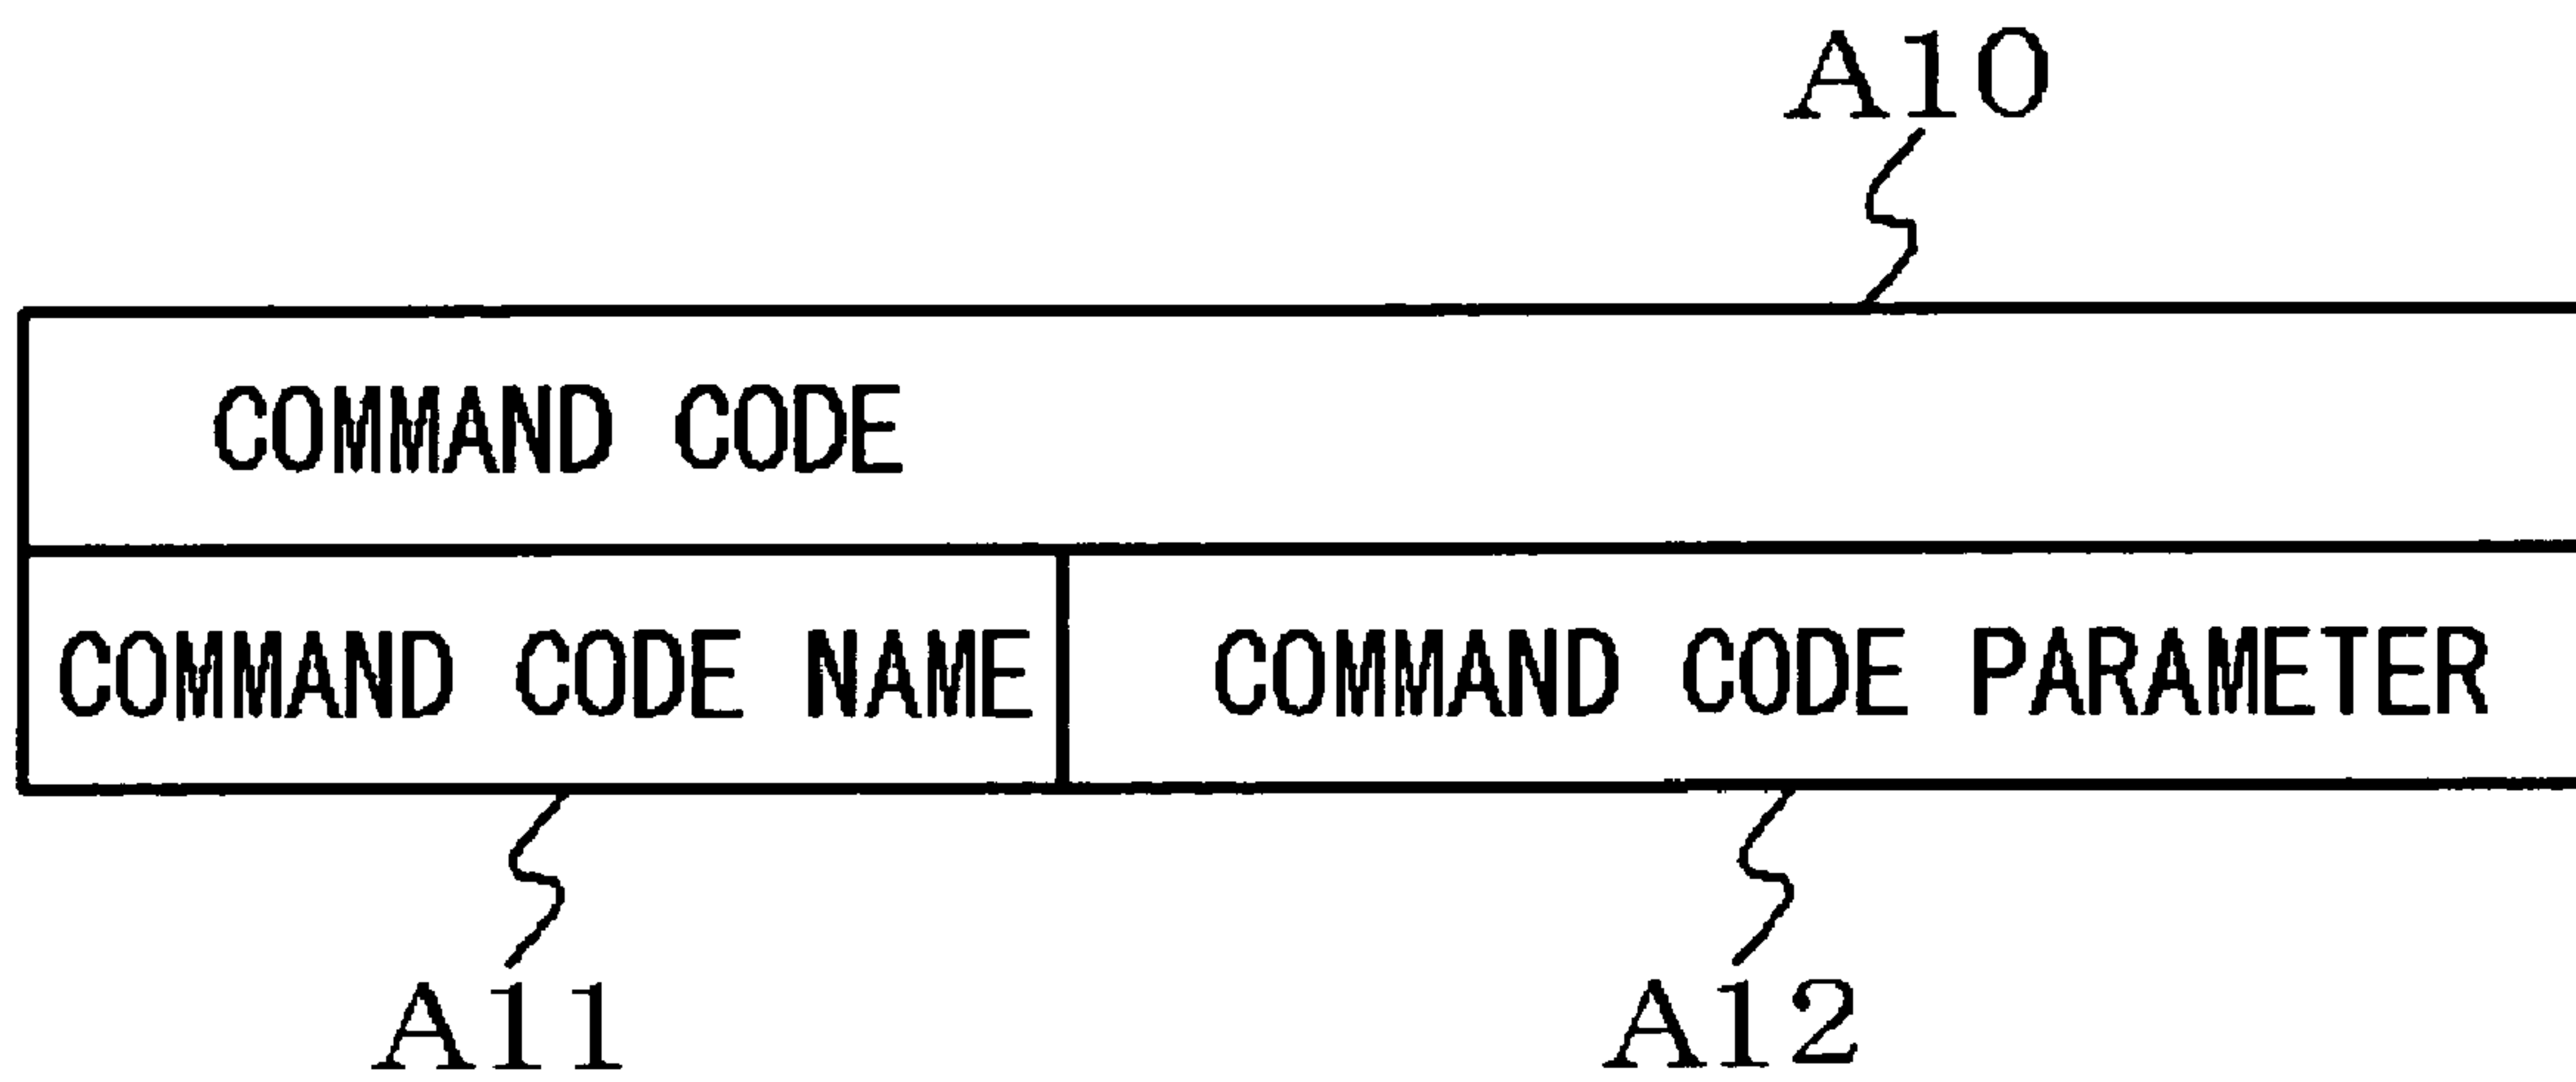 A10
COMMAND CODE
COMMAND CODE NAME
COMMAND CODE PARAMETER
A11
A12